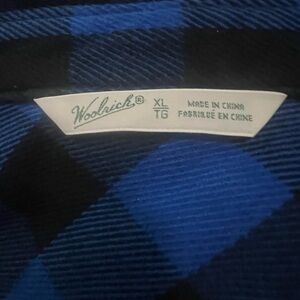 Woolrich® XL MADE IN CHINA
TG FABRIQUÉ EN CHINE